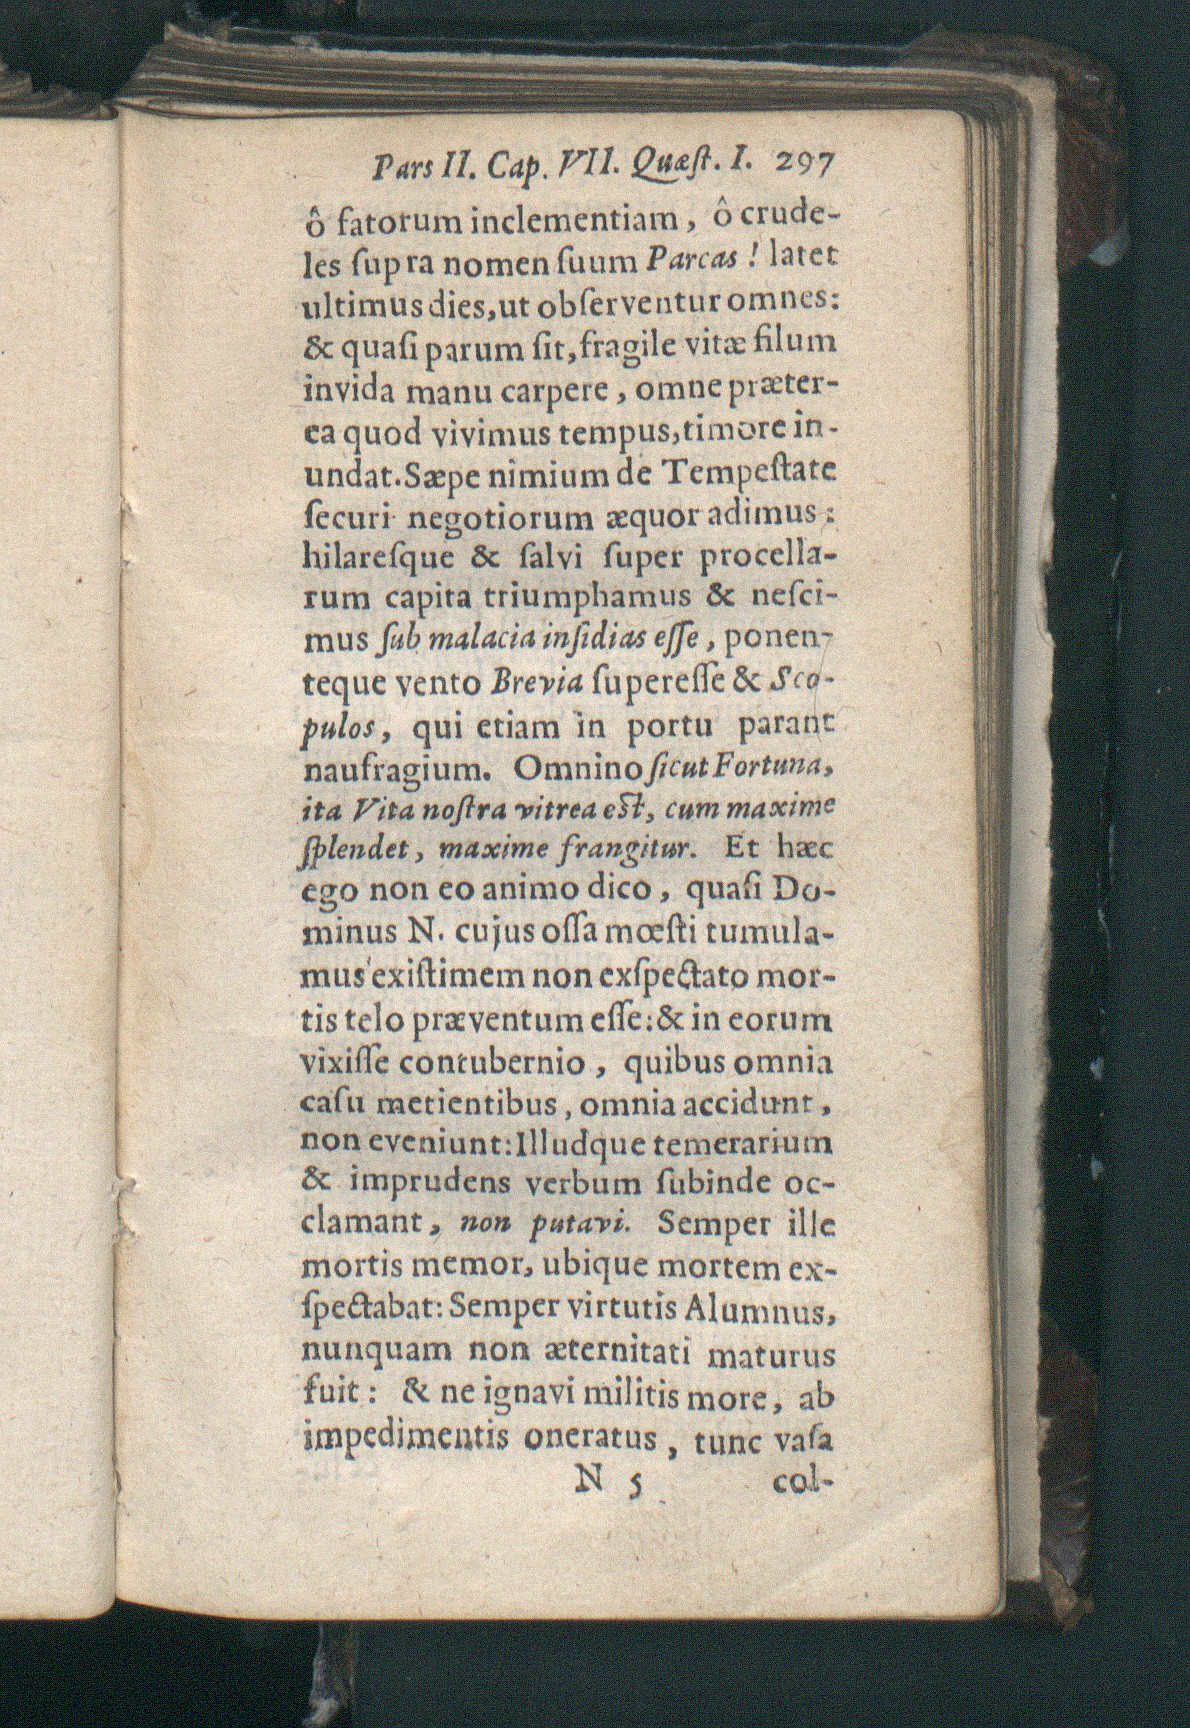 Pars II. Cap. VII. Quæſt. I. 297
ô fatorum inclementiam, ô crude-
les ſupra nomen ſuum Parcas! latet
ultimus dies, ut obſerventur omnes:
& quaſi parum ſit, fragile vitæ filum
invida manu carpere, omne præter-
ea quod vivimus tempus, timore in-
undat. Sæpe nimium de Tempeſtate
ſecuri negotiorum æquor adimus:
hilareſque & ſalvi ſuper procella-
rum capita triumphamus & neſci-
mus ſub malacia inſidias eſſe, ponen-
teque vento Brevia ſupereſſe & Sco-
pulos, qui etiam in portu parant
naufragium. Omnino ſicut Fortuna,
ita Vita noſtra vitrea eſt, cum maxime
ſplendet, maxime frangitur. Et hæc
ego non eo animo dico, quaſi Do-
minus N. cujus oſſa mœſti tumula-
mus exiſtimem non exſpectato mor-
tis telo præventum eſſe: & in eorum
vixiſſe contubernio, quibus omnia
caſu metientibus, omnia accidunt,
non eveniunt: Illudque temerarium
& imprudens verbum ſubinde oc-
clamant, non putavi. Semper ille
mortis memor, ubique mortem ex-
ſpectabat: Semper virtutis Alumnus,
nunquam non æternitati maturus
fuit: & ne ignavi militis more, ab
impedimentis oneratus, tunc vaſa
N 5 col-